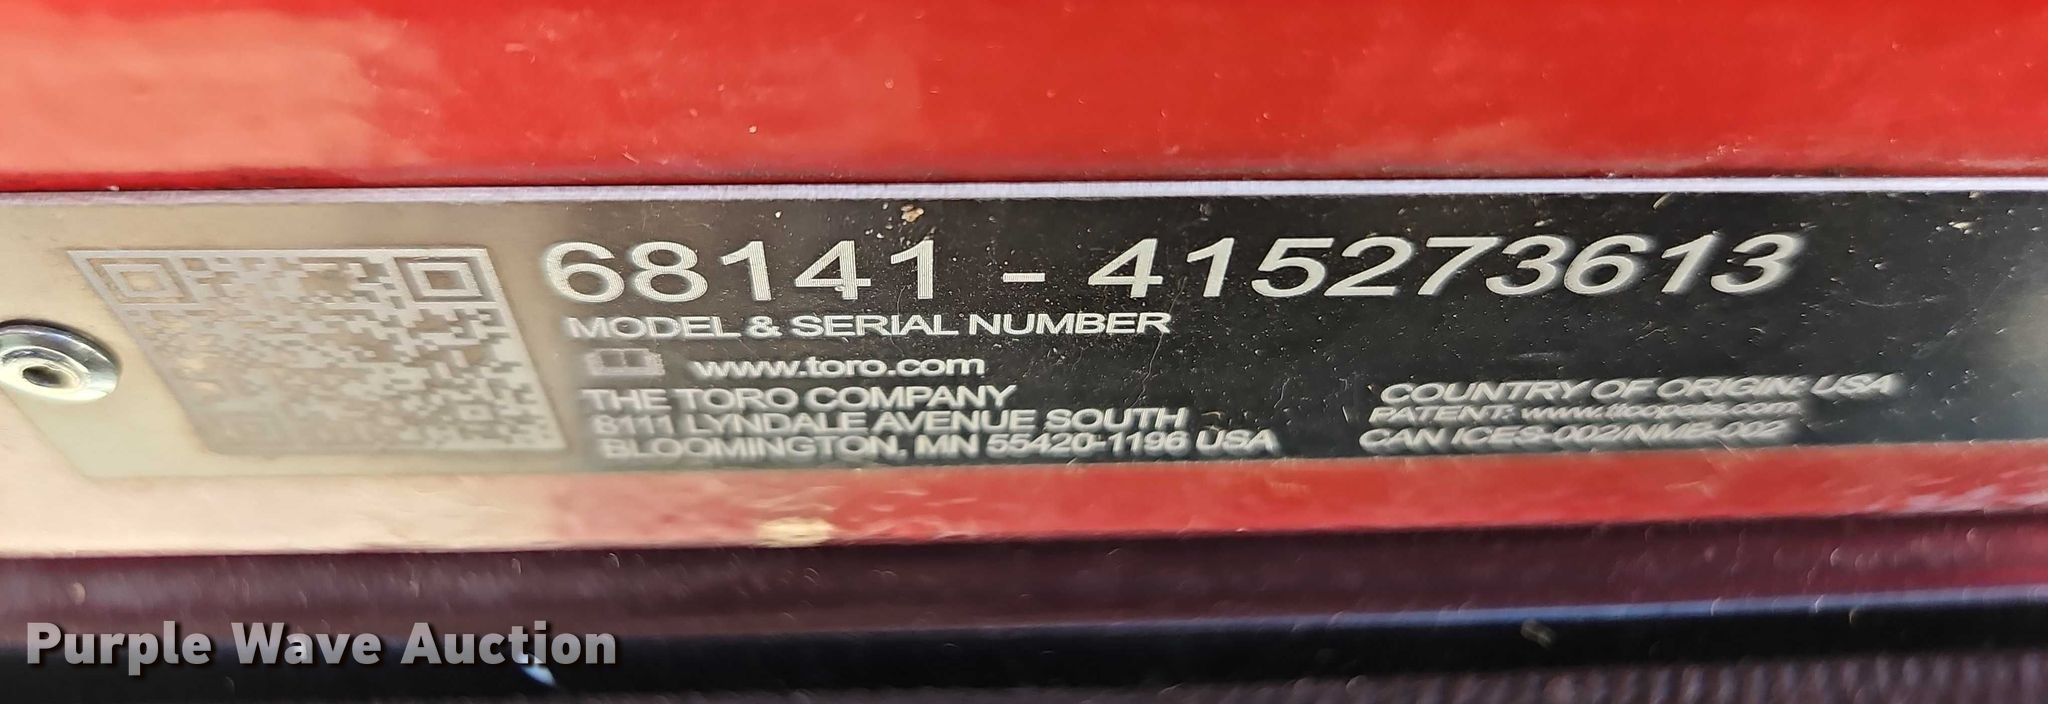 68141 - 415273613
MODEL & SERIAL NUMBER
www.toro.com
THE TORO COMPANY
8111 LYNDALE AVENUE SOUTH
BLOOMINGTON, MN 55420-1196 USA
COUNTRY OF ORIGIN: USA
PATENT: www.ttcopats.com
CAN ICES-002/NMB-002
Purple Wave Auction